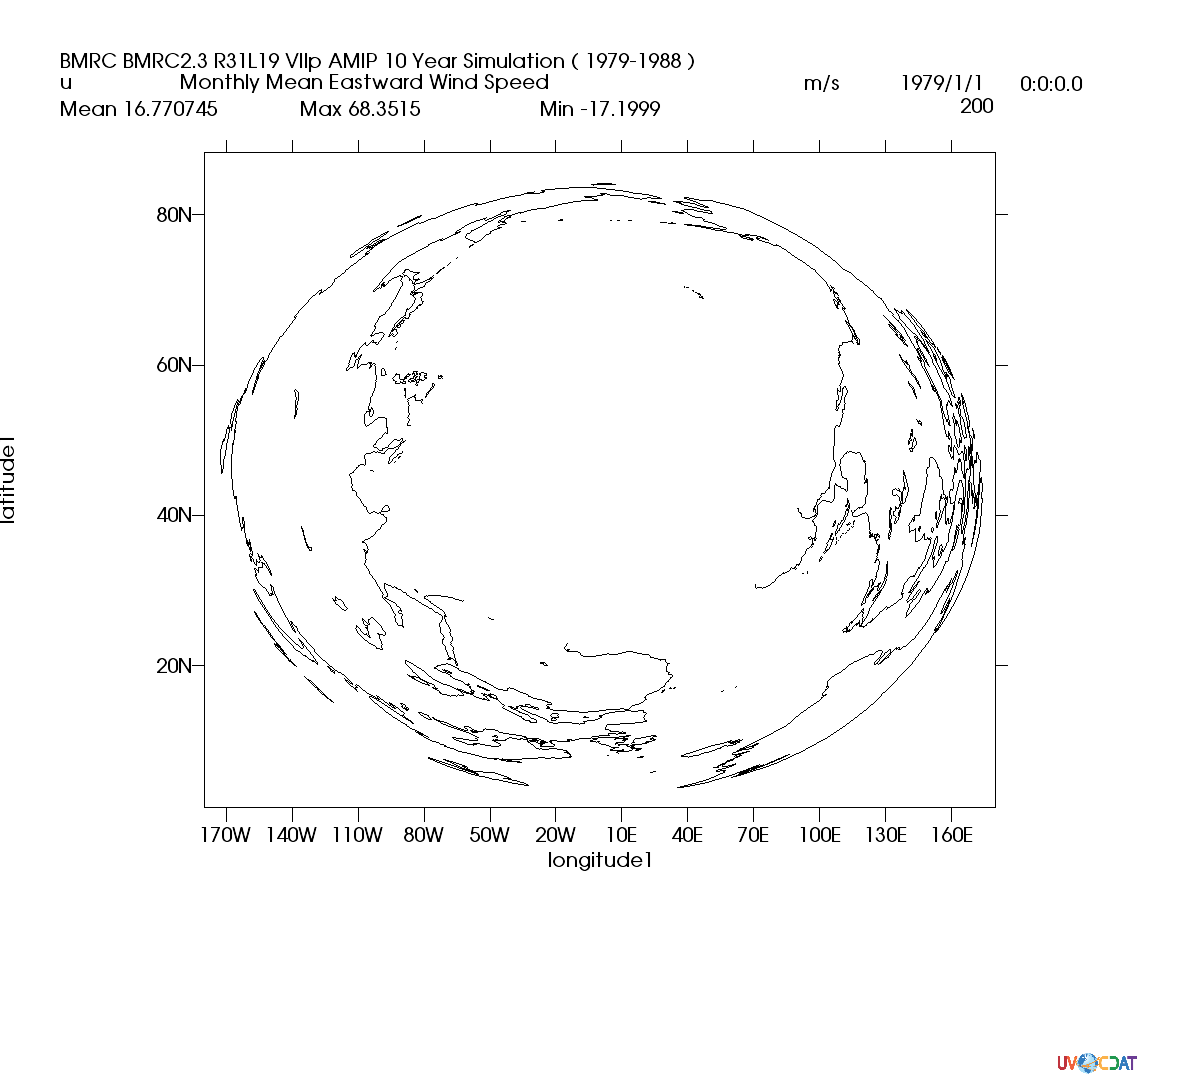 BMRC BMRC2.3 R31L19 VIIp AMIP 10 Year Simulation ( 1979-1988 )
u Monthly Mean Eastward Wind Speed m/s 1979/1/1 0:0:0.0
Mean 16.770745 Max 68.3515 Min -17.1999 200
80N
60N
40N
20N
latitude1
170W 140W 110W 80W 50W 20W 10E 40E 70E 100E 130E 160E
longitude1
UV CDAT